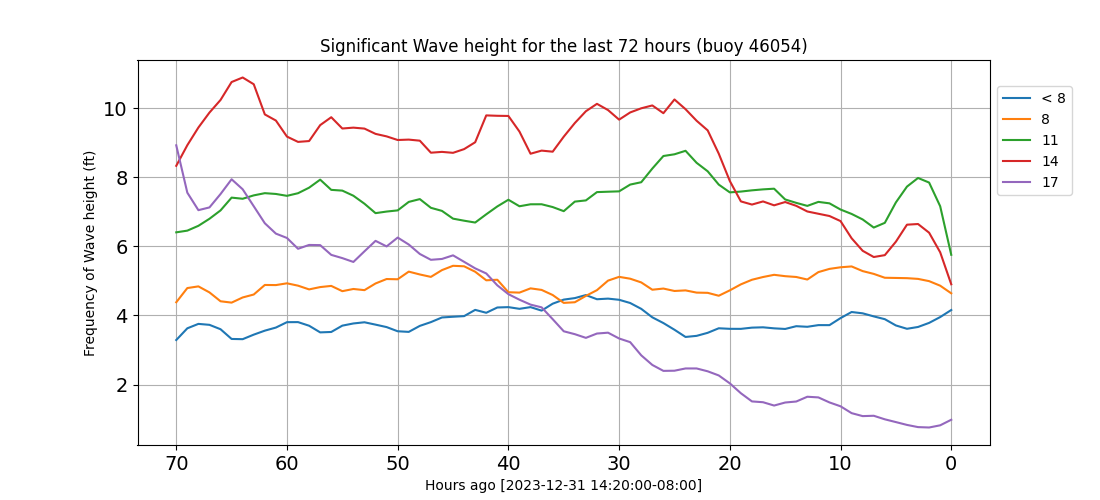 Significant Wave height for the last 72 hours (buoy 46054)
Frequency of Wave height (ft)
10
8
6
4
2
70 60 50 40 30 20 10 0
Hours ago [2023-12-31 14:20:00-08:00]
< 8
8
11
14
17